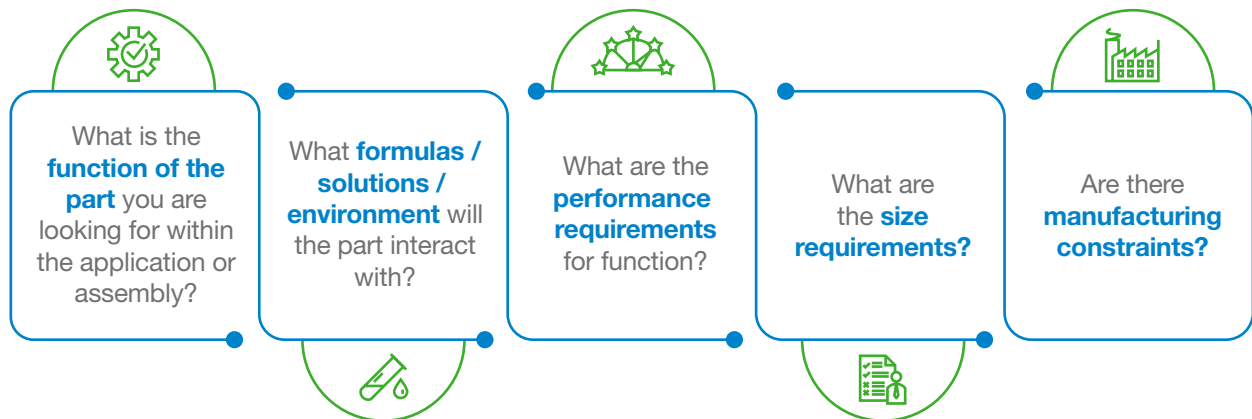 What is the
function of the
part you are
looking for within
the application or
assembly?
What formulas /
solutions /
environment will
the part interact
with?
What are the
performance
requirements
for function?
What are
the size
requirements?
Are there
manufacturing
constraints?